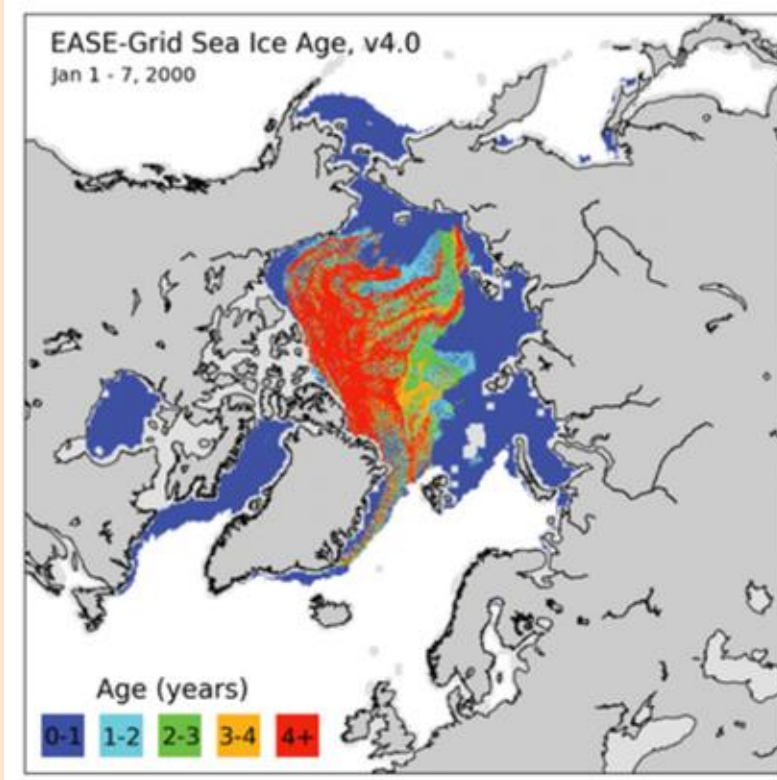 EASE-Grid Sea Ice Age, v4.0
Jan 1 - 7, 2000
Age (years)
0-1 1-2 2-3 3-4 4+